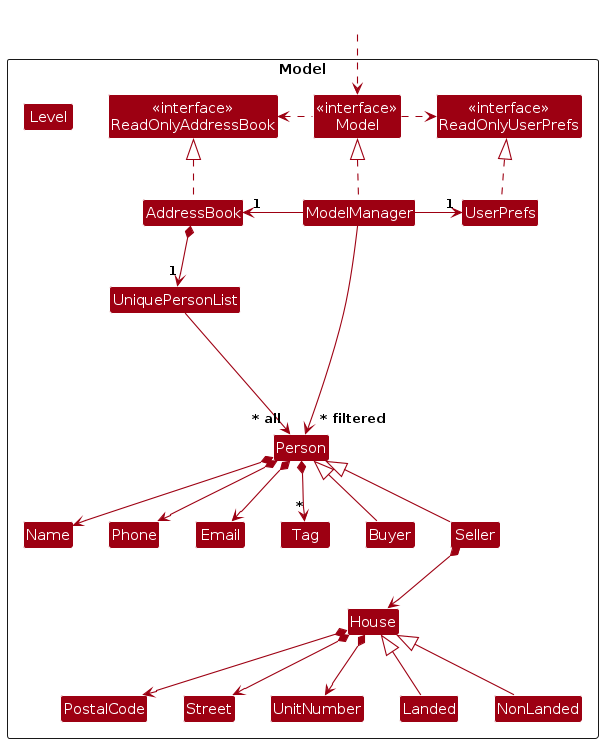 Model
Level
«interface»
ReadOnlyAddressBook
«interface»
Model
«interface»
ReadOnlyUserPrefs
AddressBook
1
ModelManager
1
UserPrefs
1
UniquePersonList
* all
* filtered
Person
*
Name
Phone
Email
Tag
Buyer
Seller
House
PostalCode
Street
UnitNumber
Landed
NonLanded